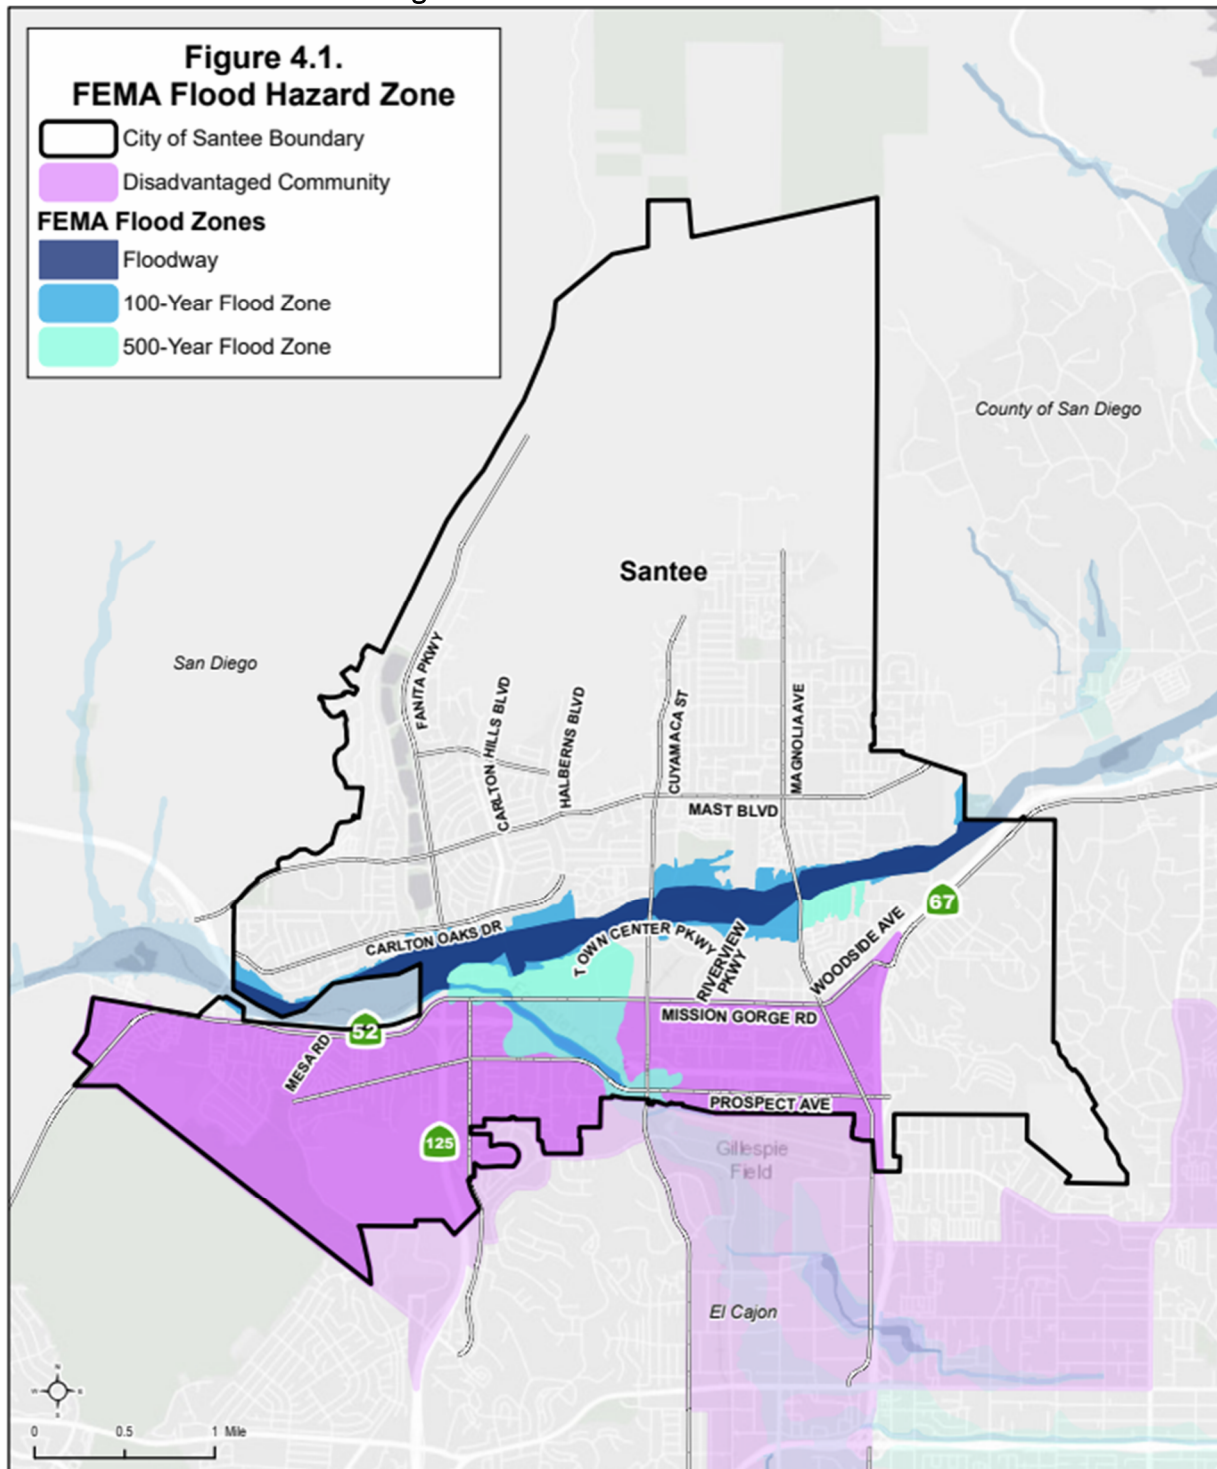 Figure 4.1.
FEMA Flood Hazard Zone
City of Santee Boundary
Disadvantaged Community
FEMA Flood Zones
Floodway
100-Year Flood Zone
500-Year Flood Zone
County of San Diego
Santee
San Diego
FANITA PKWY
CARLTON HILLS BLVD
HALBERNS BLVD
CUYAMACA ST
MAGNOLIA AVE
MAST BLVD
67
CARLTON OAKS DR
TOWN CENTER PKWY
RIVERVIEW
PKWY
WOODSIDE AVE
MISSION GORGE RD
52
MESA RD
PROSPECT AVE
125
Gillespie
Field
El Cajon
N
W
E
S
0 0.5 1 Mile